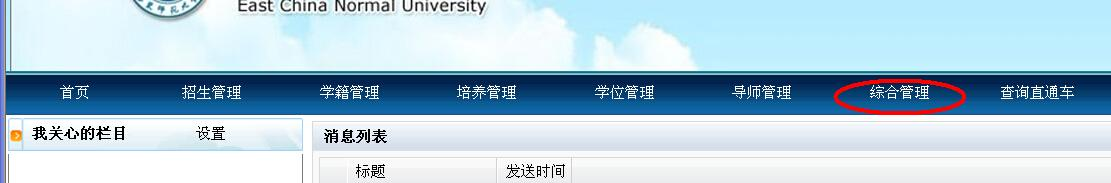 East China Normal University
首页 招生管理 学籍管理 培养管理 学位管理 导师管理 综合管理 查询直通车
我关心的栏目 设置 消息列表
标题 发送时间